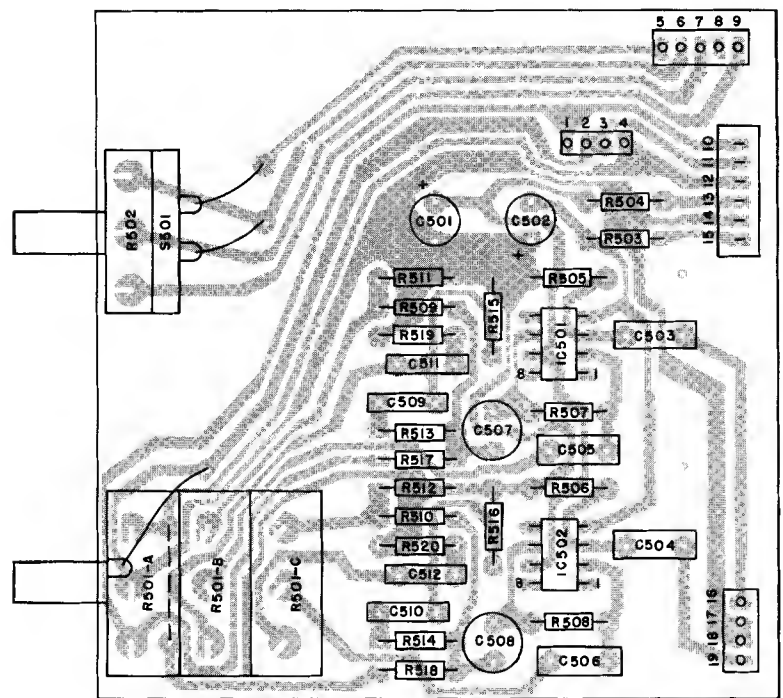 5 6 7 8 9
1 2 3 4
10
11
12
13
14
15
R502
S501
+
C501
C502
+
R504
R503
R511
R505
R509
R515
R519
IC501
C503
C511
8
1
C509
R507
R513
C507
C505
R517
R512
R506
R510
R516
R520
IC502
C504
C512
8
1
R501-A
R501-B
R501-C
C510
R508
R514
C508
R518
C506
16
17
18
19